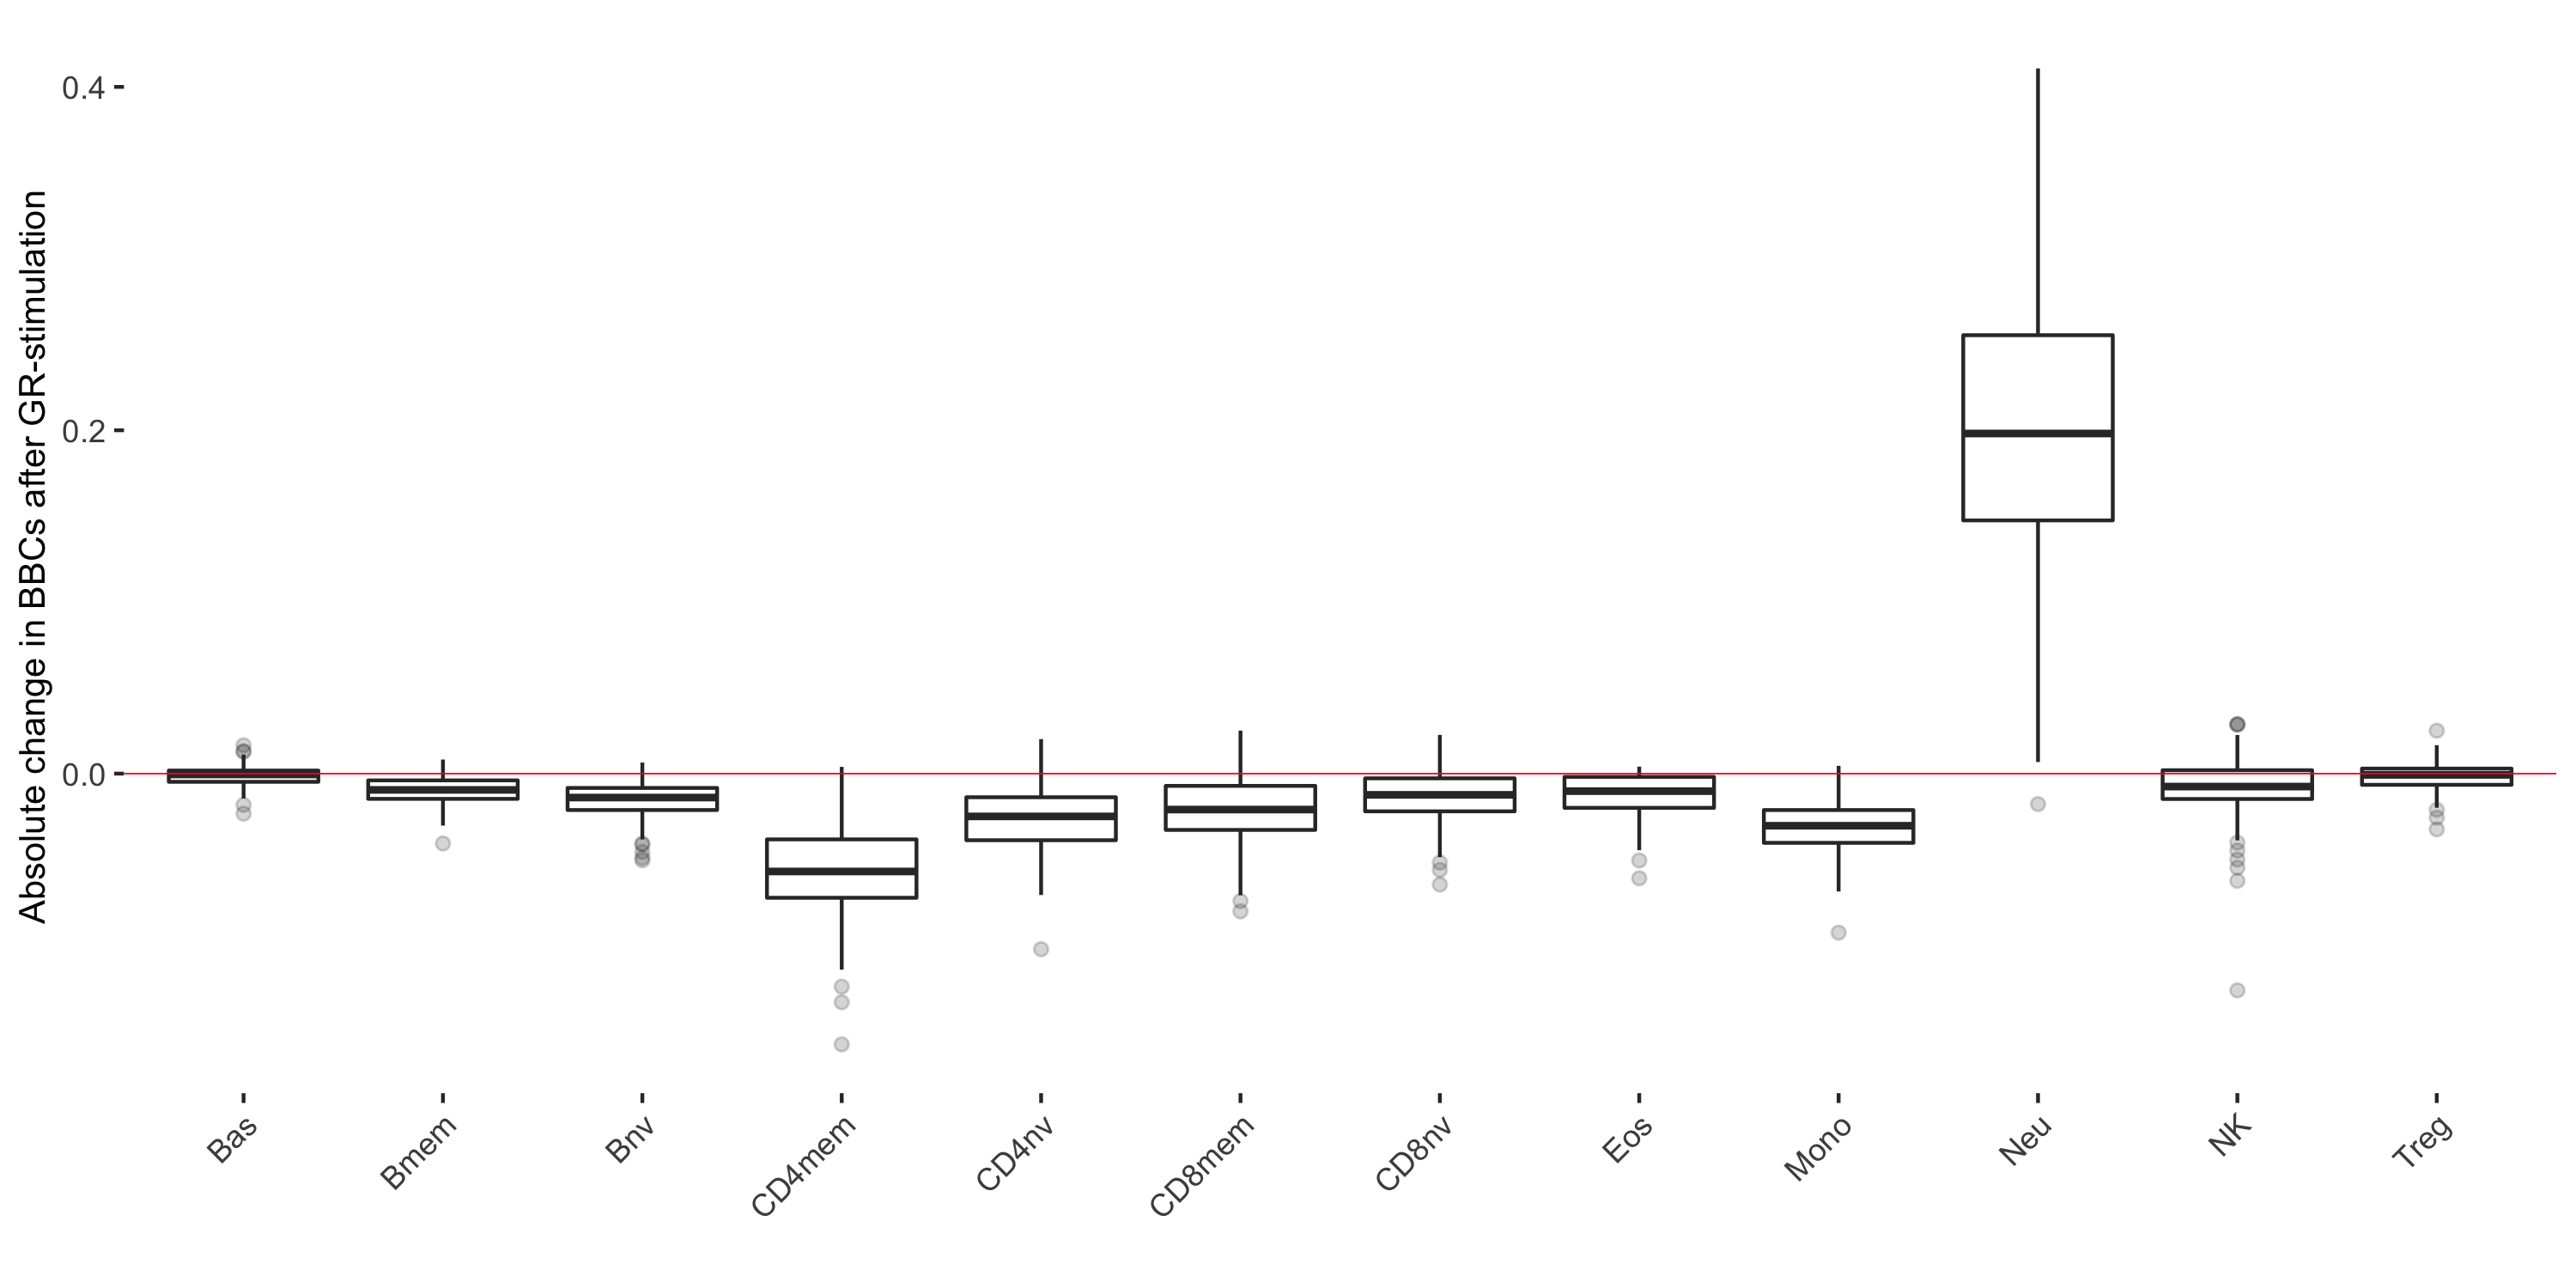 Absolute change in BBCs after GR-stimulation
0.4
0.2
0.0
Bas
Bmem
Bnv
CD4mem
CD4nv
CD8mem
CD8nv
Eos
Mono
Neu
NK
Treg